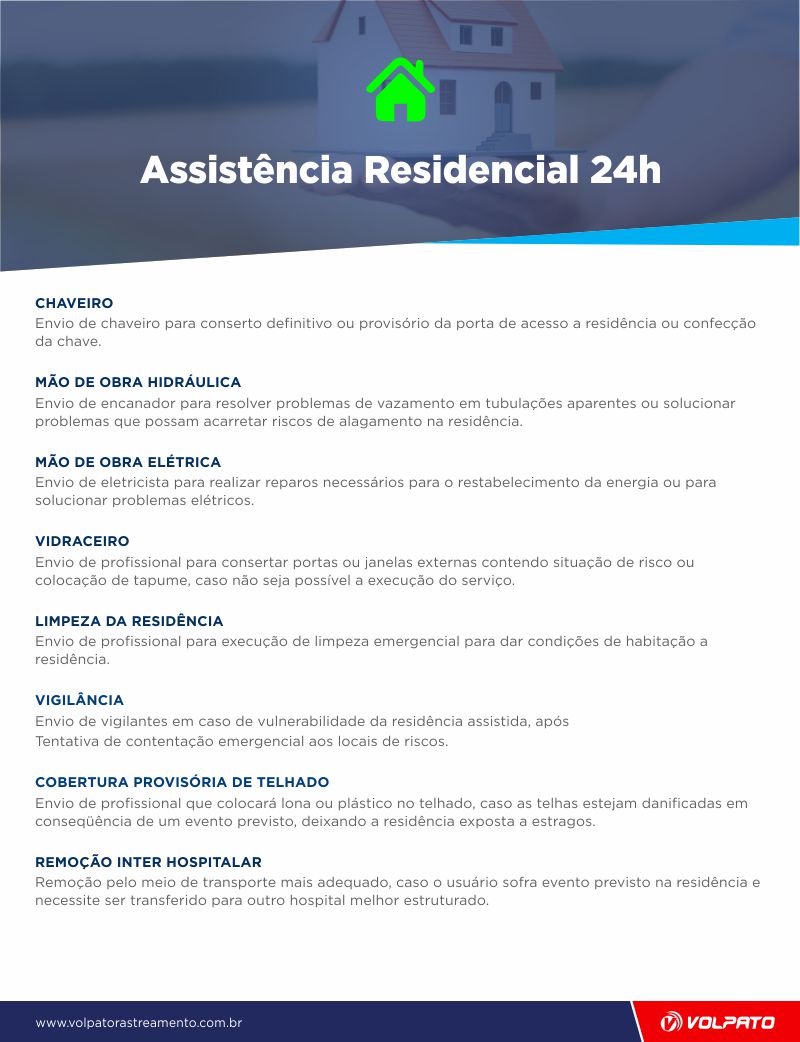 Assistência Residencial 24h
CHAVEIRO
Envio de chaveiro para conserto definitivo ou provisório da porta de acesso a residência ou confecção
da chave.
MÃO DE OBRA HIDRÁULICA
Envio de encanador para resolver problemas de vazamento em tubulações aparentes ou solucionar
problemas que possam acarretar riscos de alagamento na residência.
MÃO DE OBRA ELÉTRICA
Envio de eletricista para realizar reparos necessários para o restabelecimento da energia ou para
solucionar problemas elétricos.
VIDRACEIRO
Envio de profissional para consertar portas ou janelas externas contendo situação de risco ou
colocação de tapume, caso não seja possível a execução do serviço.
LIMPEZA DA RESIDÊNCIA
Envio de profissional para execução de limpeza emergencial para dar condições de habitação a
residência.
VIGILÂNCIA
Envio de vigilantes em caso de vulnerabilidade da residência assistida, após
Tentativa de contentação emergencial aos locais de riscos.
COBERTURA PROVISÓRIA DE TELHADO
Envio de profissional que colocará lona ou plástico no telhado, caso as telhas estejam danificadas em
conseqüência de um evento previsto, deixando a residência exposta a estragos.
REMOÇÃO INTER HOSPITALAR
Remoção pelo meio de transporte mais adequado, caso o usuário sofra evento previsto na residência e
necessite ser transferido para outro hospital melhor estruturado.
www.volpatorastreamento.com.br
VOLPATO